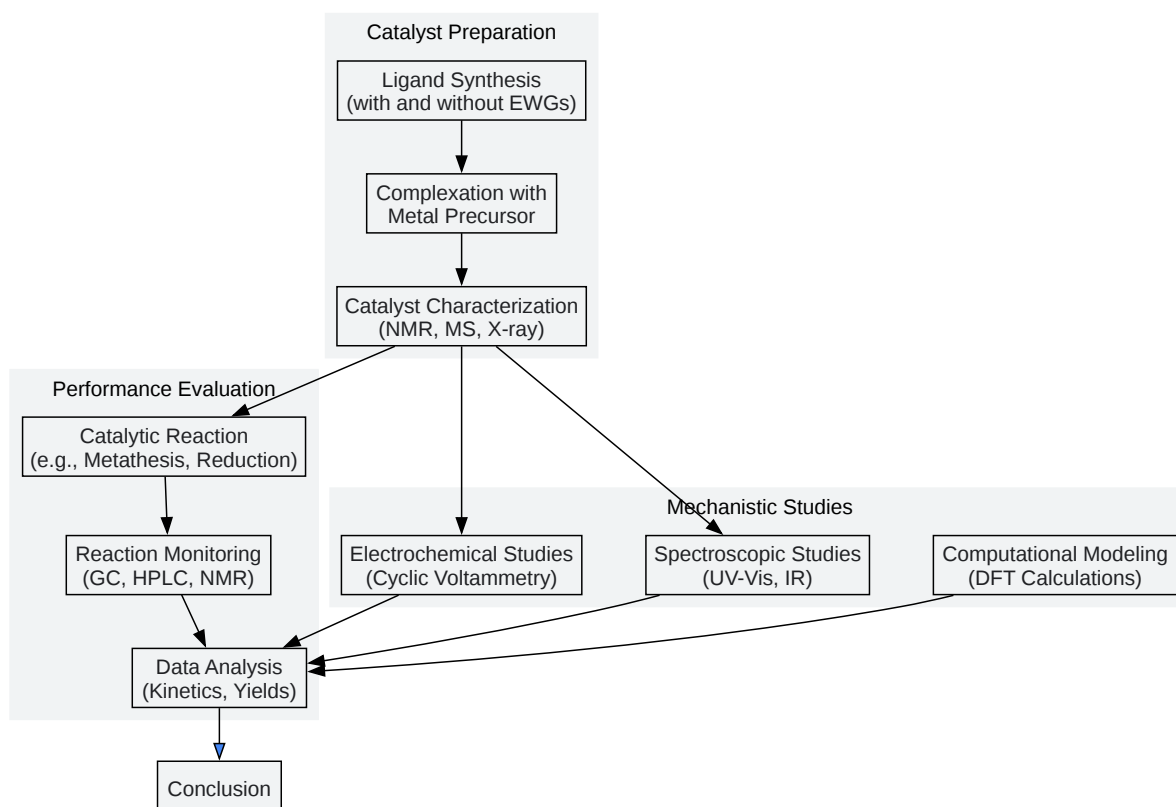 Catalyst Preparation
Ligand Synthesis
(with and without EWGs)
Complexation with
Metal Precursor
Catalyst Characterization
(NMR, MS, X-ray)
Performance Evaluation
Catalytic Reaction
(e.g., Metathesis, Reduction)
Reaction Monitoring
(GC, HPLC, NMR)
Mechanistic Studies
Electrochemical Studies
(Cyclic Voltammetry)
Spectroscopic Studies
(UV-Vis, IR)
Computational Modeling
(DFT Calculations)
Data Analysis
(Kinetics, Yields)
Conclusion